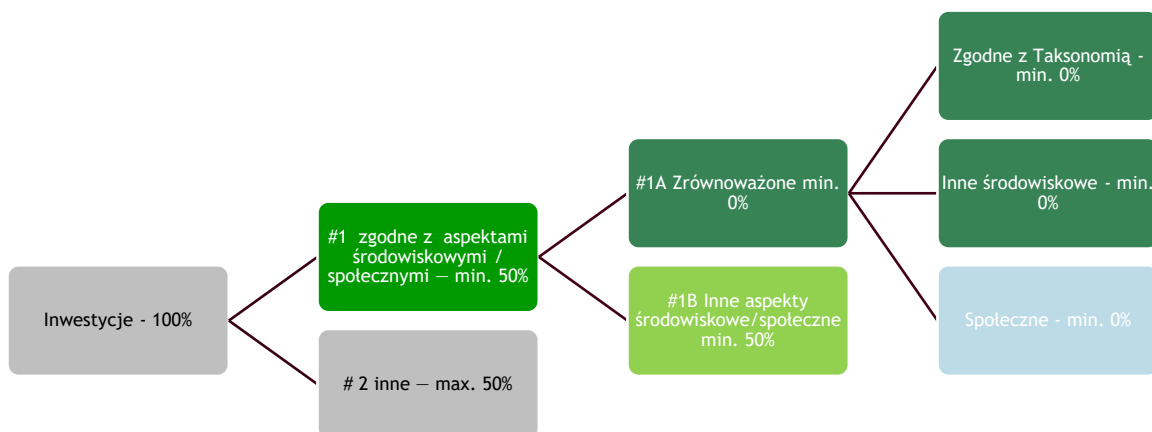 Inwestycje - 100%
#1 zgodne z aspektami
środowiskowymi /
społecznymi — min. 50%
# 2 inne — max. 50%
#1A Zrównoważone min.
0%
#1B Inne aspekty
środowiskowe/społeczne
min. 50%
Zgodne z Taksonomią -
min. 0%
Inne środowiskowe - min.
0%
Społeczne - min. 0%